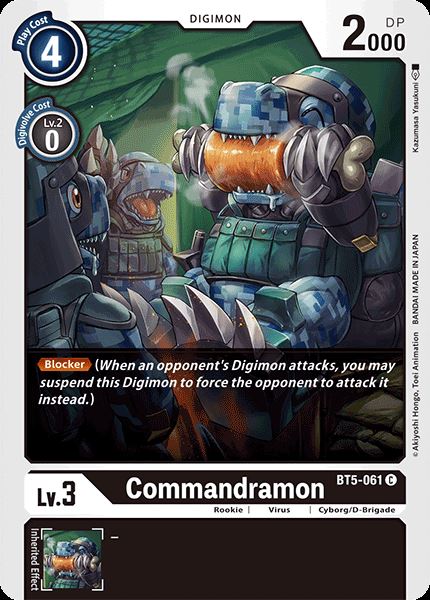 Play Cost
4
DIGIMON
2000
DP
Digivolve Cost
Lv.2
0
Kazumasa Yasukuni
© Akiyoshi Hongo, Toei Animation BANDAI MADE IN JAPAN
Blocker (When an opponent's Digimon attacks, you may
suspend this Digimon to force the opponent to attack it
instead.)
Lv.3
Commandramon
BT5-061 C
Rookie | Virus | Cyborg/D-Brigade
Inherited Effect
–